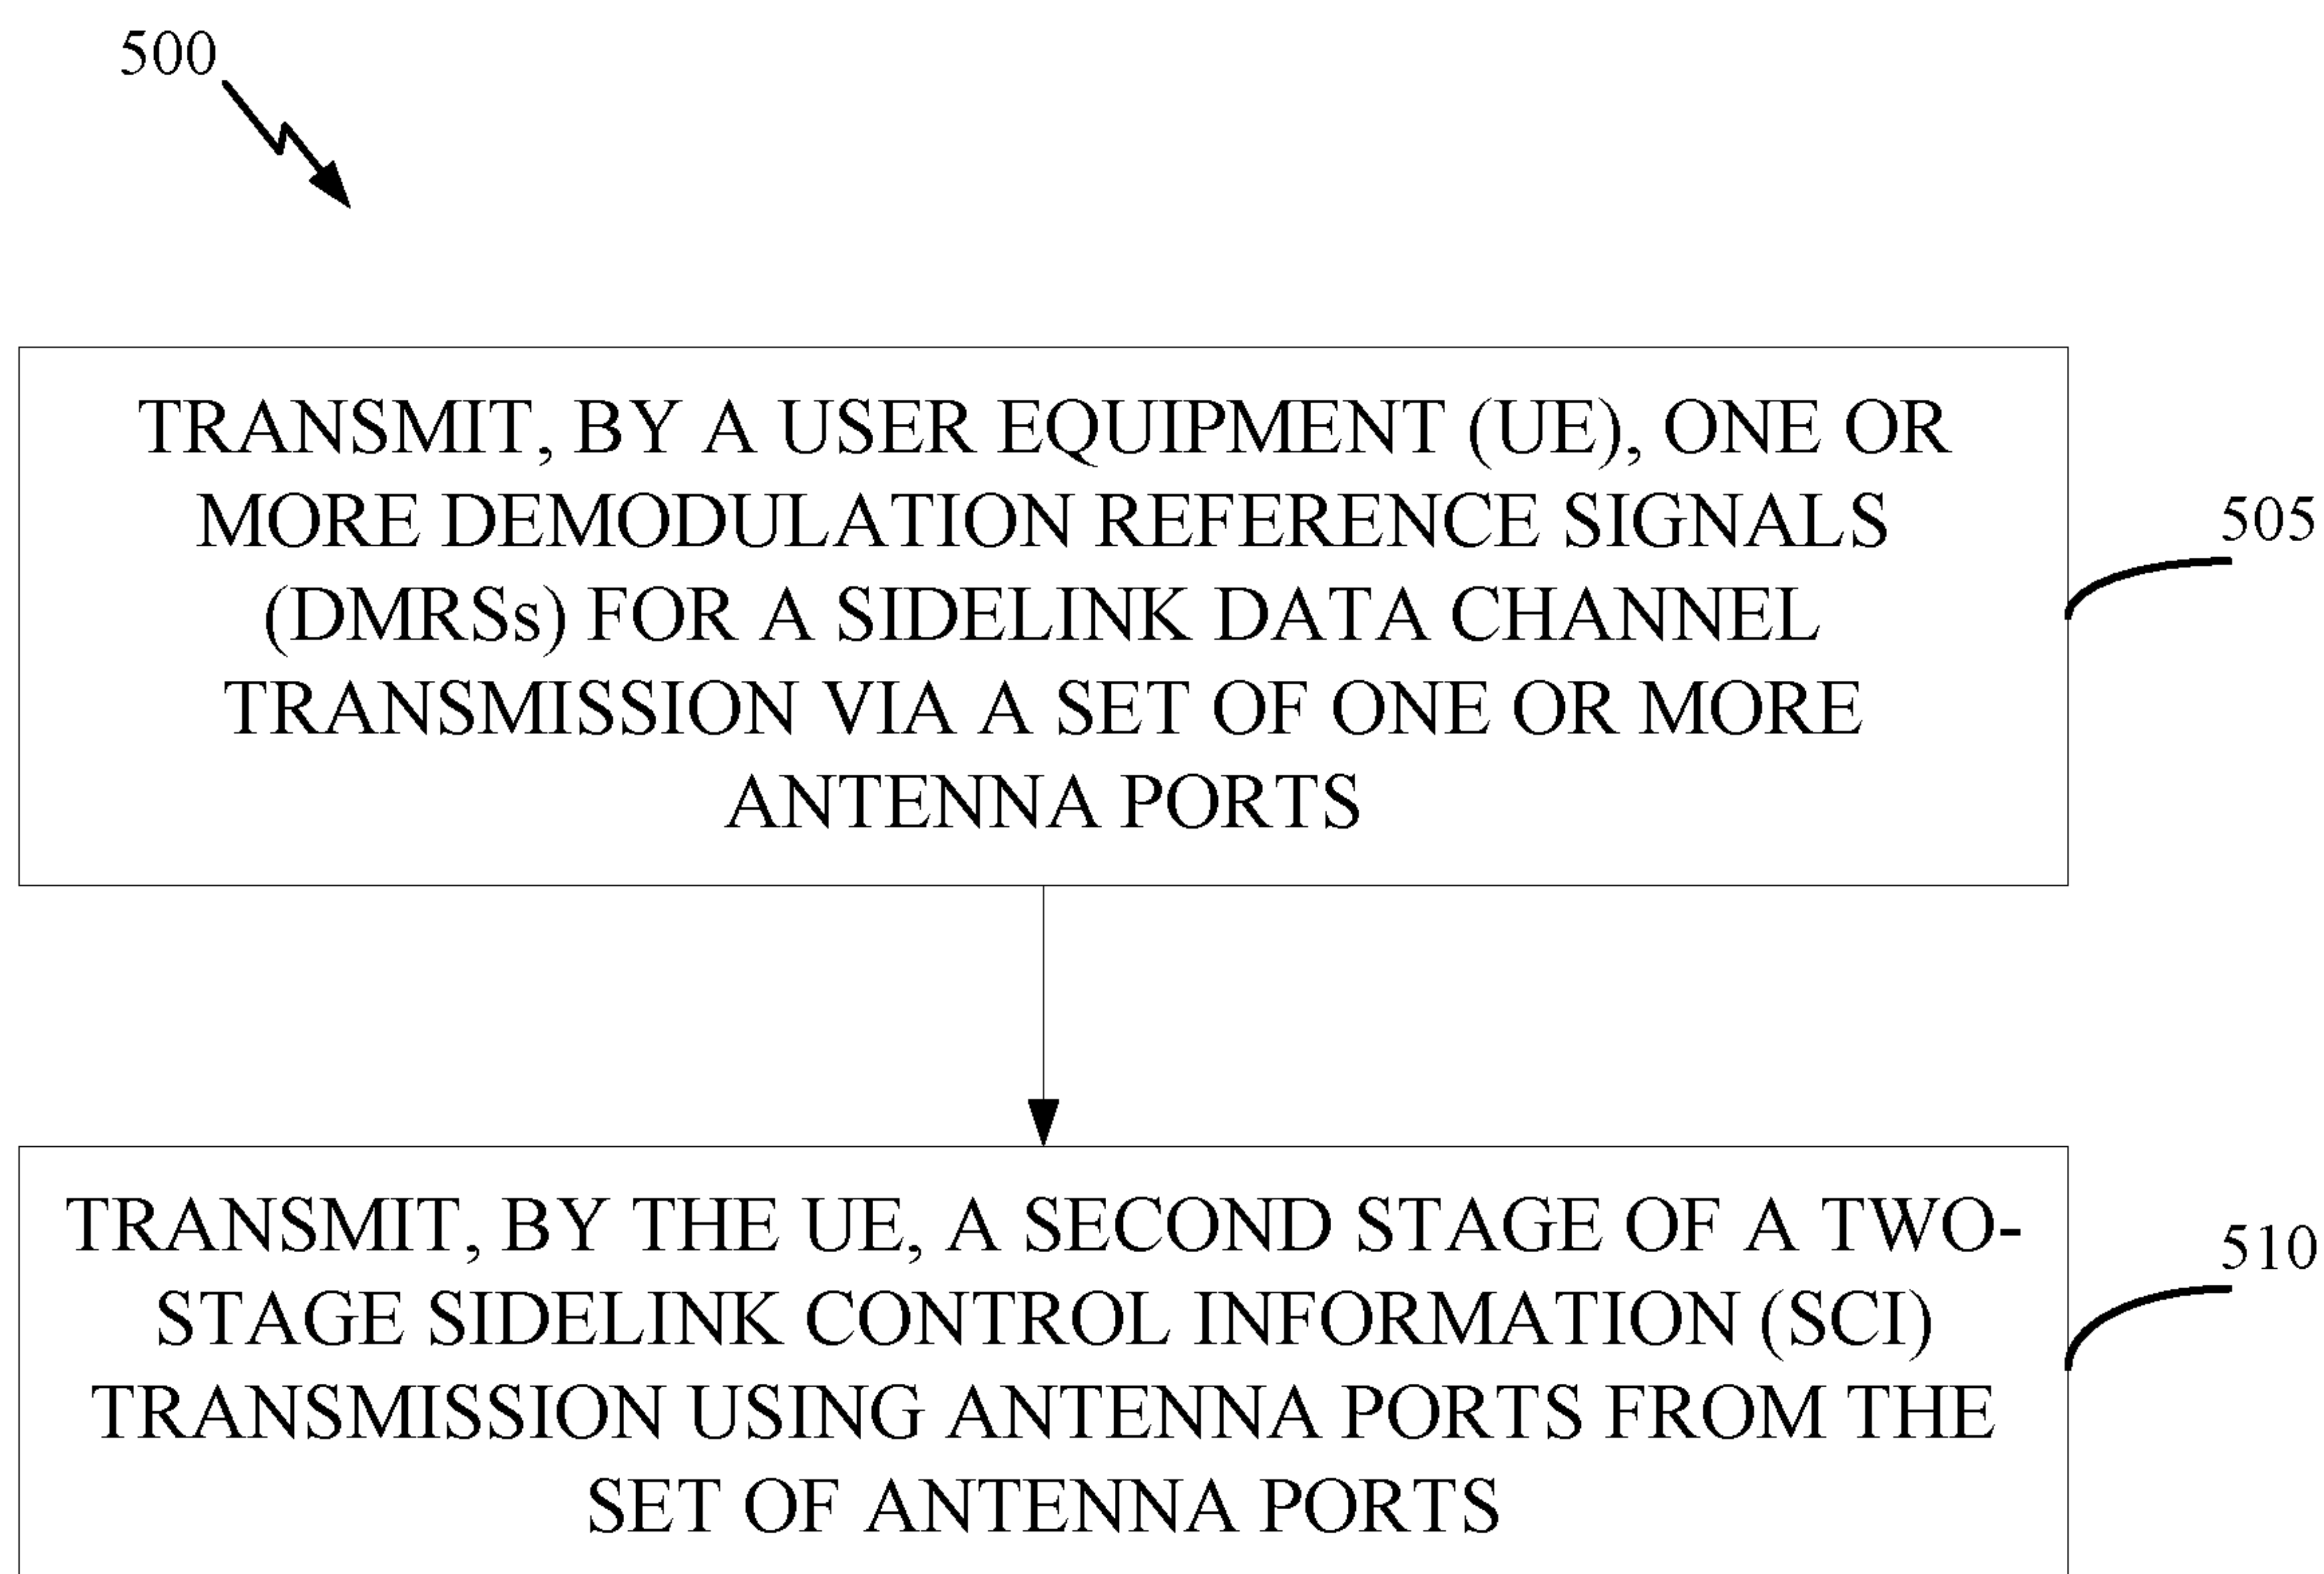 500
TRANSMIT, BY A USER EQUIPMENT (UE), ONE OR
MORE DEMODULATION REFERENCE SIGNALS
(DMRSs) FOR A SIDELINK DATA CHANNEL
TRANSMISSION VIA A SET OF ONE OR MORE
ANTENNA PORTS
505
TRANSMIT, BY THE UE, A SECOND STAGE OF A TWO-
STAGE SIDELINK CONTROL INFORMATION (SCI)
TRANSMISSION USING ANTENNA PORTS FROM THE
SET OF ANTENNA PORTS
510